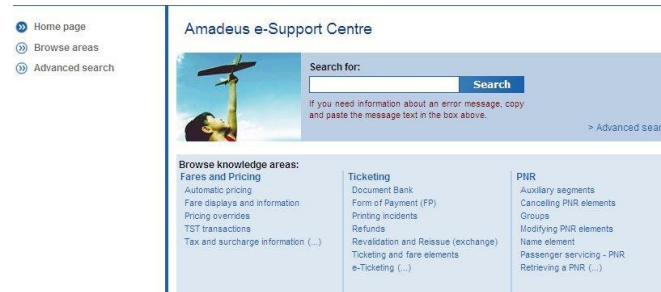 Home page
Browse areas
Advanced search
Amadeus e-Support Centre
Search for:
Search
If you need information about an error message, copy
and paste the message text in the box above.
> Advanced sear
Browse knowledge areas:
Fares and Pricing
Automatic pricing
Fare displays and information
Pricing overrides
TST transactions
Tax and surcharge information (...)
Ticketing
Document Bank
Form of Payment (FP)
Printing incidents
Refunds
Revalidation and Reissue (exchange)
Ticketing and fare elements
e-Ticketing (...)
PNR
Auxiliary segments
Cancelling PNR elements
Groups
Modifying PNR elements
Name element
Passenger servicing - PNR
Retrieving a PNR (...)